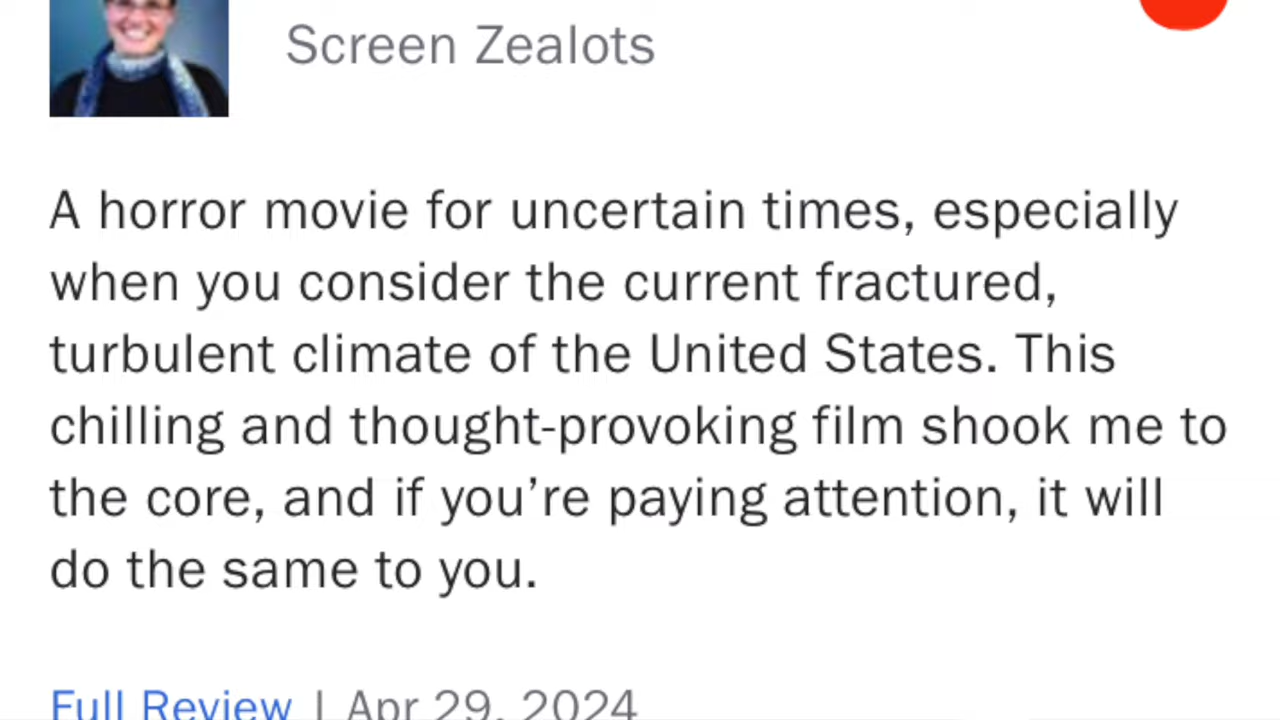 Screen Zealots
A horror movie for uncertain times, especially
when you consider the current fractured,
turbulent climate of the United States. This
chilling and thought-provoking film shook me to
the core, and if you’re paying attention, it will
do the same to you.
Full Review | Apr 29, 2024